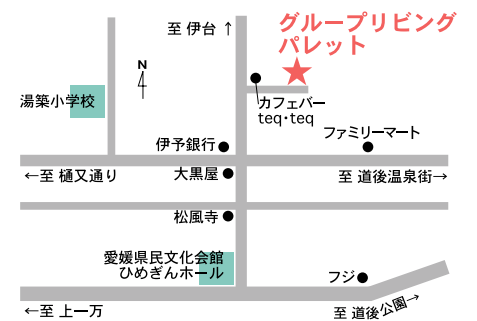 至 伊台 ↑
グループリビング
パレット
N
湯築小学校
カフェバー
teq・teq
伊予銀行
ファミリーマート
←至 樋又通り
大黒屋
至 道後温泉街→
松風寺
愛媛県民文化会館
ひめぎんホール
フジ
←至 上一万
至 道後公園→